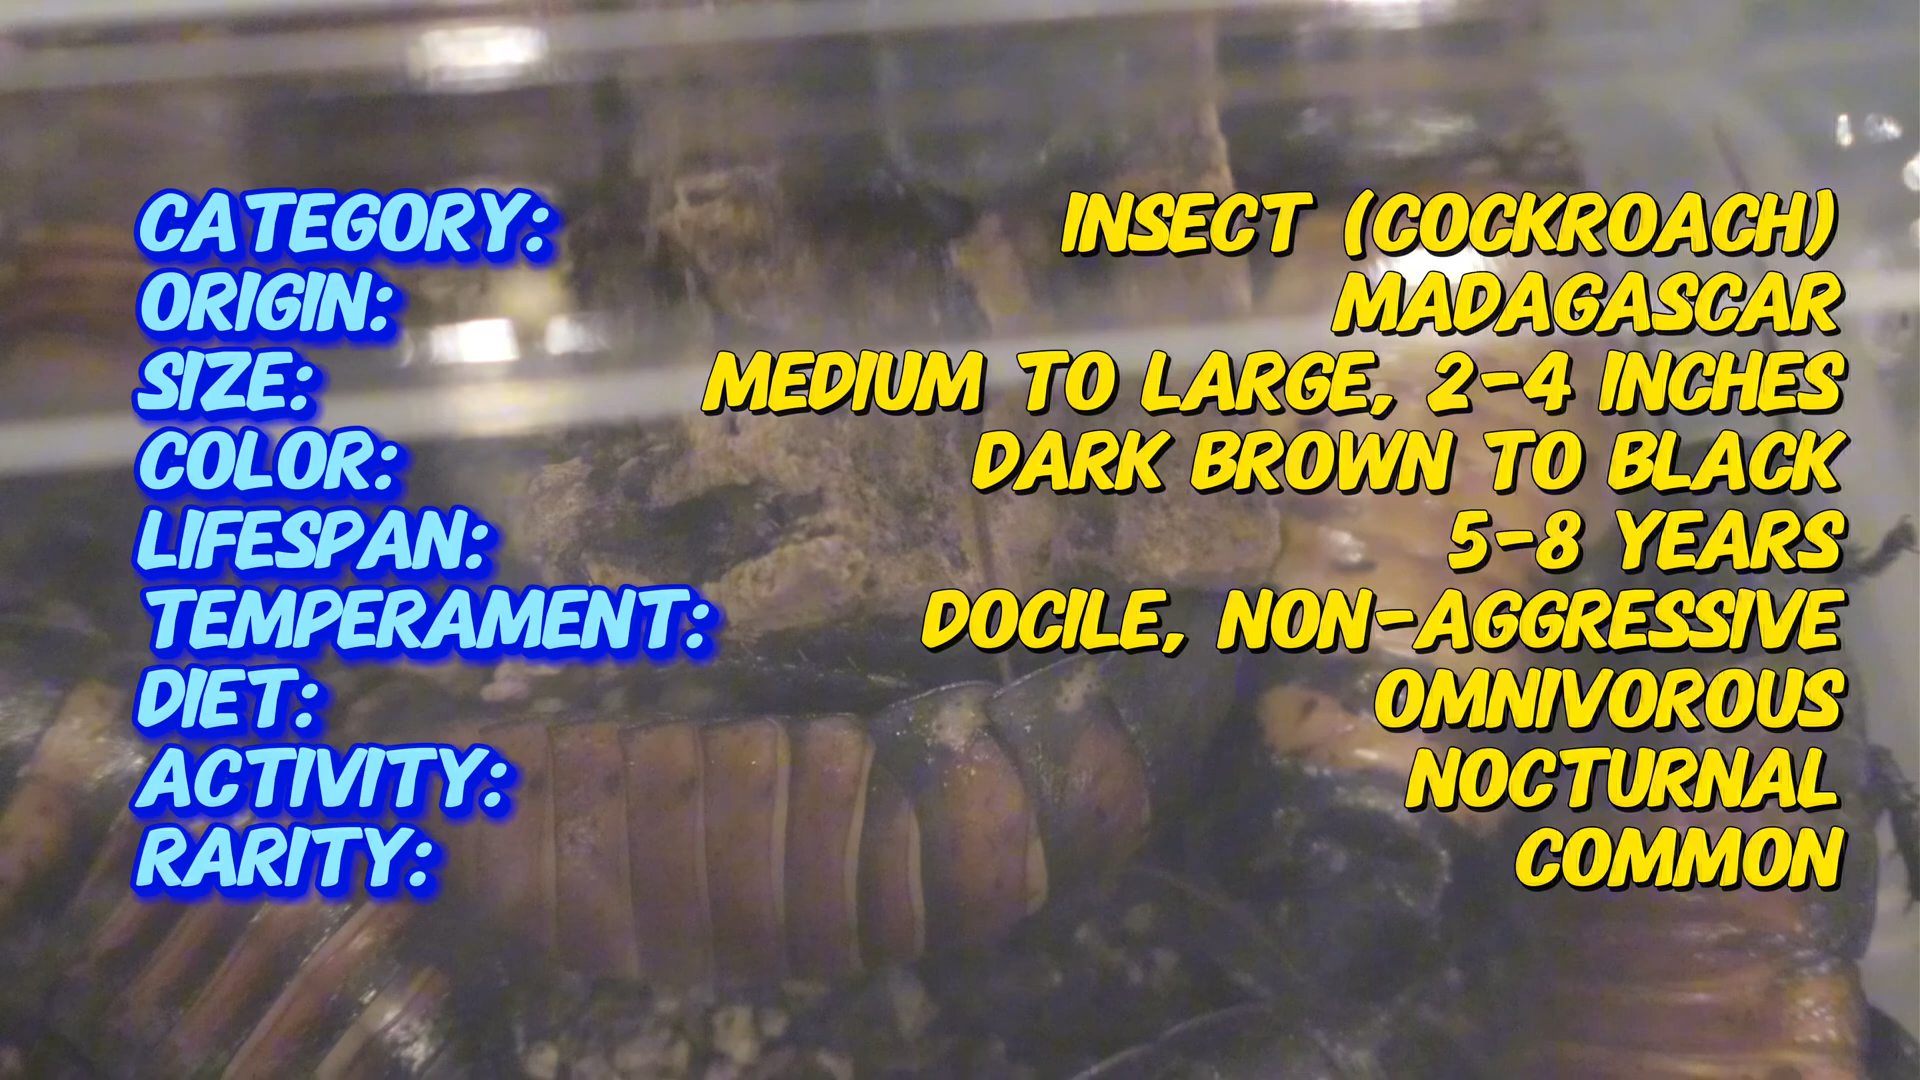 CATEGORY: INSECT (COCKROACH)
ORIGIN: MADAGASCAR
SIZE: MEDIUM TO LARGE, 2-4 INCHES
COLOR: DARK BROWN TO BLACK
LIFESPAN: 5-8 YEARS
TEMPERAMENT: DOCILE, NON-AGGRESSIVE
DIET: OMNIVOROUS
ACTIVITY: NOCTURNAL
RARITY: COMMON